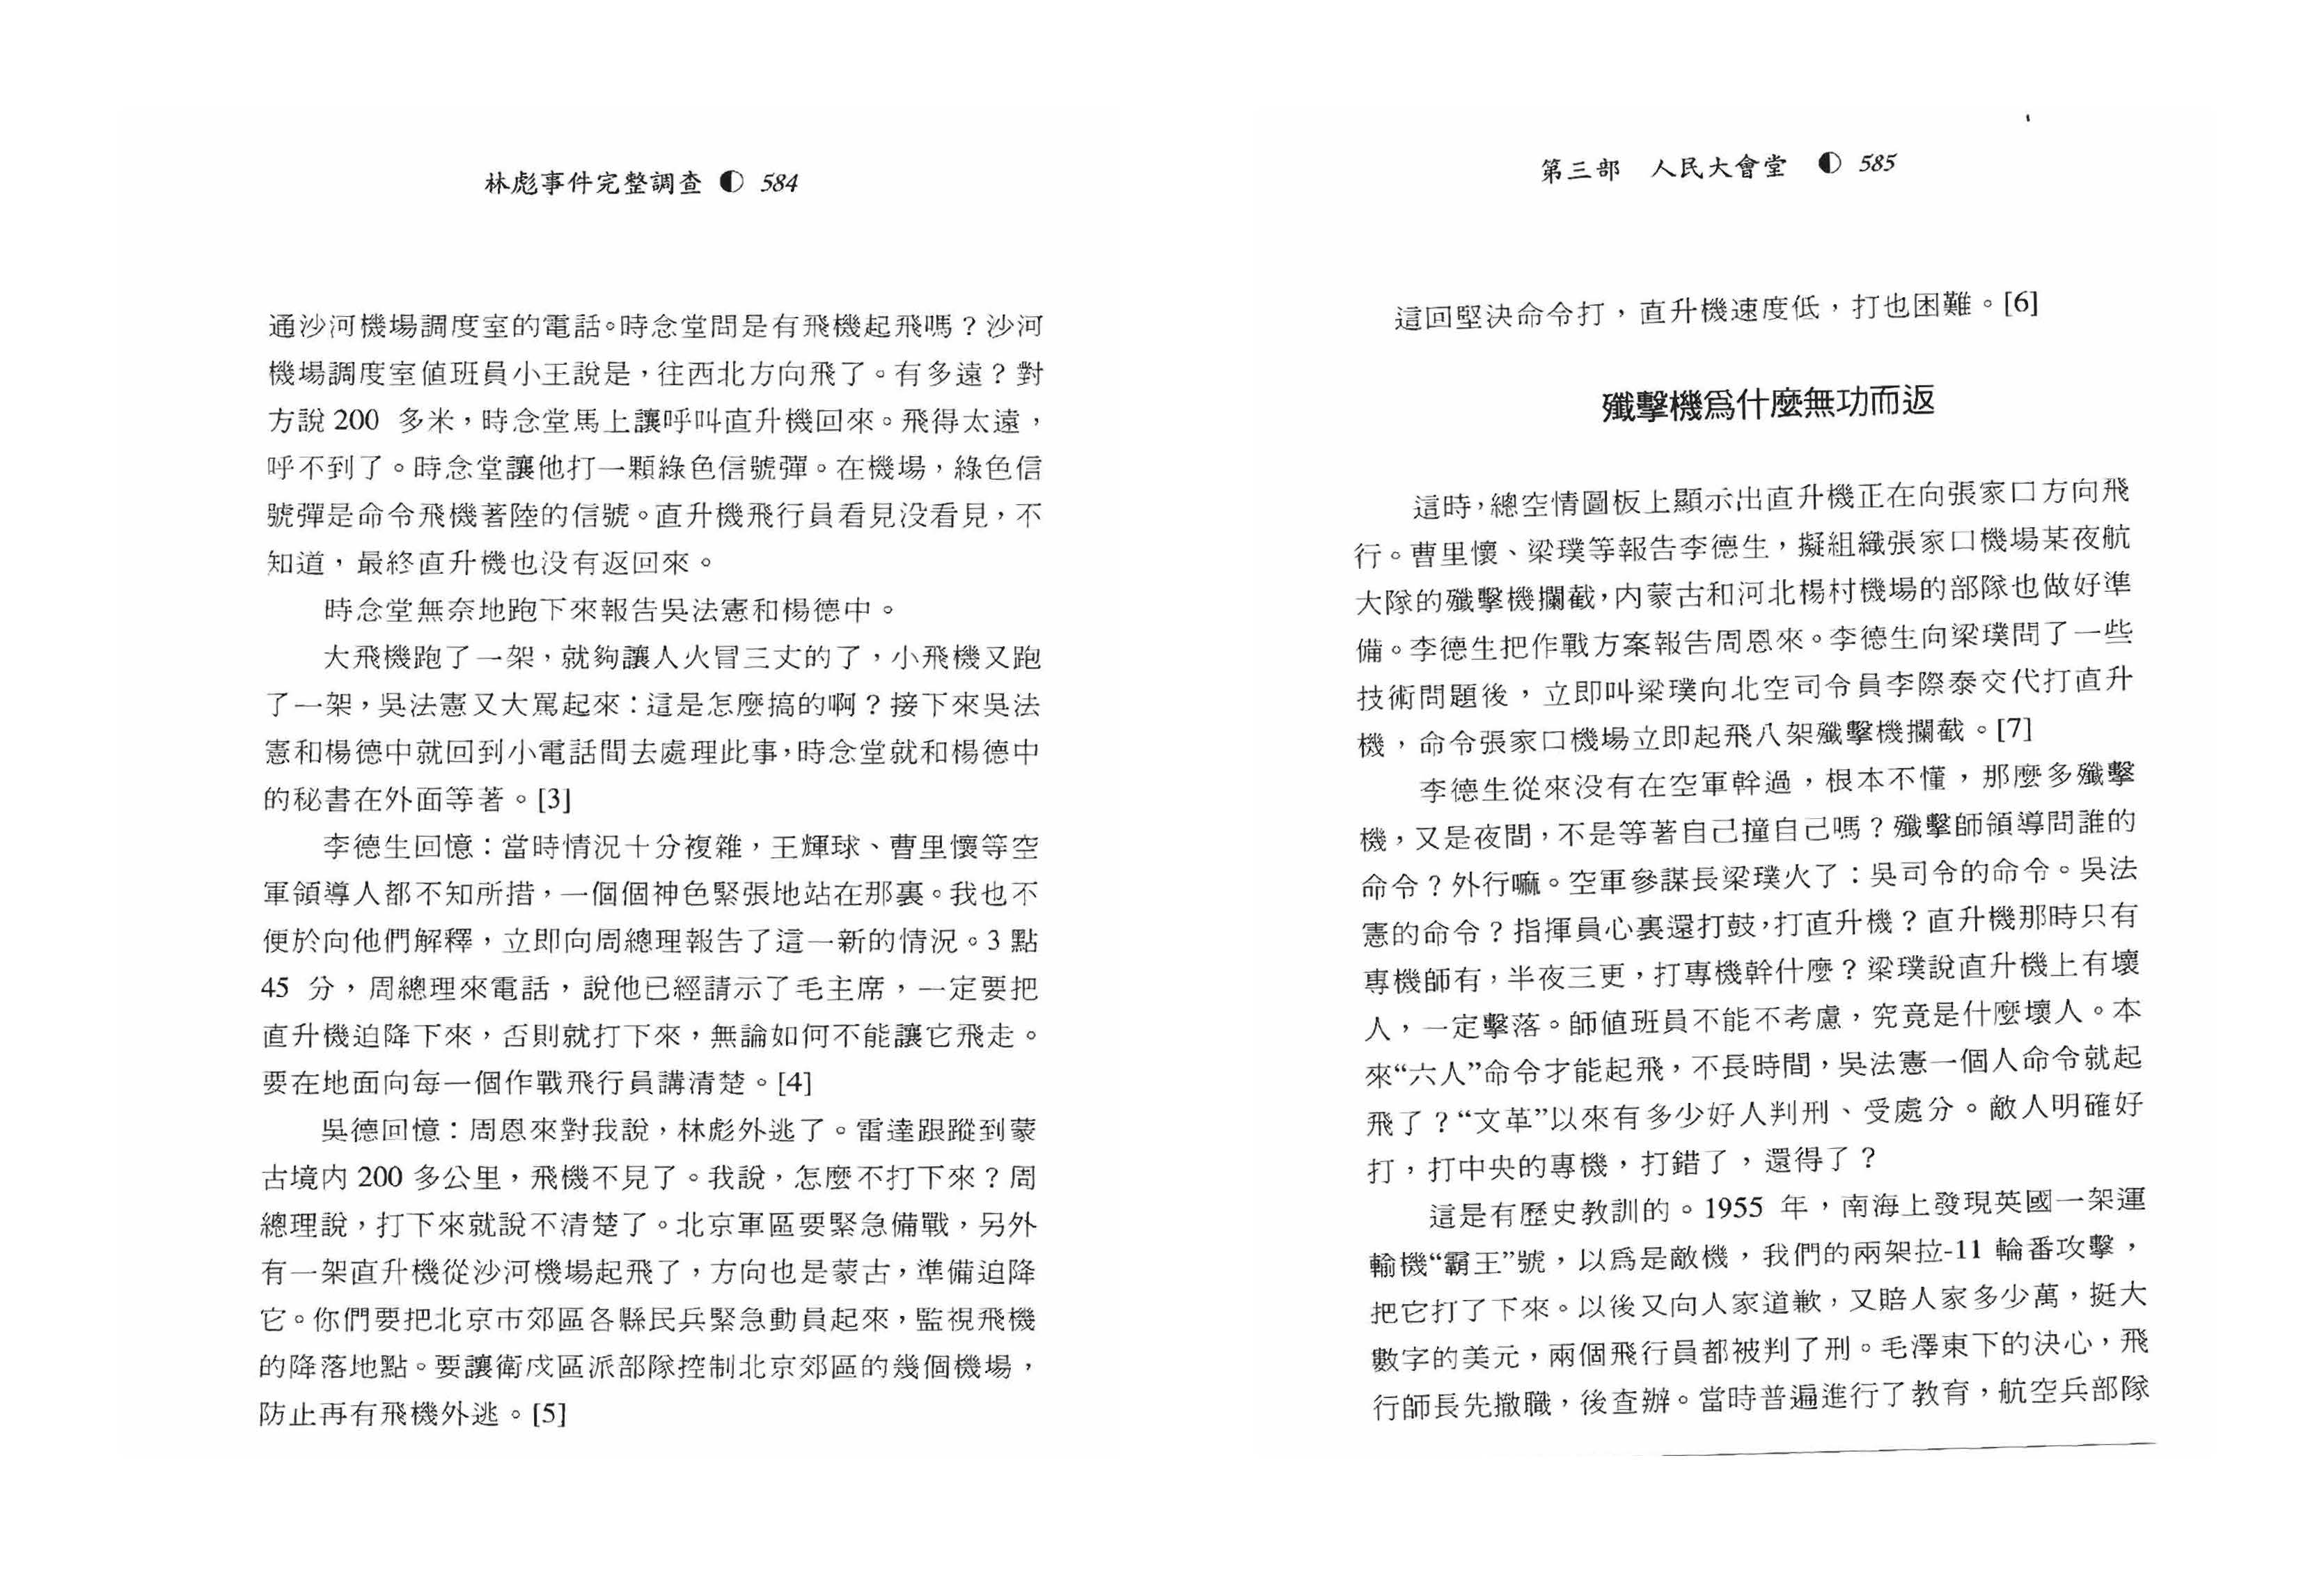 林彪事件完整調查 ◐ 584
通沙河機場調度室的電話。時念堂問是有飛機起飛嗎？沙河
機場調度室値班員小王說是，往西北方向飛了。有多遠？對
方說 200 多米，時念堂馬上讓呼叫直升機回來。飛得太遠，
呼不到了。時念堂讓他打一顆綠色信號彈。在機場，綠色信
號彈是命令飛機著陸的信號。直升機飛行員看見没看見，不
知道，最終直升機也没有返回來。
時念堂無奈地跑下來報告吳法憲和楊德中。
大飛機跑了一架，就夠讓人火冒三丈的了，小飛機又跑
了一架，吳法憲又大駡起來：這是怎麼搞的啊？接下來吳法
憲和楊德中就回到小電話間去處理此事，時念堂就和楊德中
的秘書在外面等著。[3]
李德生回憶：當時情況十分複雜，王輝球、曹里懷等空
軍領導人都不知所措，一個個神色緊張地站在那裏。我也不
便於向他們解釋，立即向周總理報告了這一新的情況。3 點
45 分，周總理來電話，說他已經請示了毛主席，一定要把
直升機迫降下來，否則就打下來，無論如何不能讓它飛走。
要在地面向每一個作戰飛行員講清楚。[4]
吳德回憶：周恩來對我說，林彪外逃了。雷達跟蹤到蒙
古境内 200 多公里，飛機不見了。我說，怎麼不打下來？周
總理說，打下來就說不清楚了。北京軍區要緊急備戰，另外
有一架直升機從沙河機場起飛了，方向也是蒙古，準備迫降
它。你們要把北京市郊區各縣民兵緊急動員起來，監視飛機
的降落地點。要讓衛戍區派部隊控制北京郊區的幾個機場，
防止再有飛機外逃。[5]
第三部 人民大會堂 ◐ 585
這回堅決命令打，直升機速度低，打也困難。[6]
殲擊機爲什麼無功而返
這時，總空情圖板上顯示出直升機正在向張家口方向飛
行。曹里懷、梁璞等報告李德生，擬組織張家口機場某夜航
大隊的殲擊機攔截，内蒙古和河北楊村機場的部隊也做好準
備。李德生把作戰方案報告周恩來。李德生向梁璞問了一些
技術問題後，立即叫梁璞向北空司令員李際泰交代打直升
機，命令張家口機場立即起飛八架殲擊機攔截。[7]
李德生從來没有在空軍幹過，根本不懂，那麼多殲擊
機，又是夜間，不是等著自己撞自己嗎？殲擊師領導問誰的
命令？外行嘛。空軍參謀長梁璞火了：吳司令的命令。吳法
憲的命令？指揮員心裏還打鼓，打直升機？直升機那時只有
專機師有，半夜三更，打專機幹什麼？梁璞說直升機上有壞
人，一定擊落。師値班員不能不考慮，究竟是什麼壞人。本
來“六人”命令才能起飛，不長時間，吳法憲一個人命令就起
飛了？“文革”以來有多少好人判刑、受處分。敵人明確好
打，打中央的專機，打錯了，還得了？
這是有歷史教訓的。1955 年，南海上發現英國一架運
輸機“霸王”號，以爲是敵機，我們的兩架拉-11 輪番攻擊，
把它打了下來。以後又向人家道歉，又賠人家多少萬，挺大
數字的美元，兩個飛行員都被判了刑。毛澤東下的決心，飛
行師長先撤職，後查辦。當時普遍進行了教育，航空兵部隊